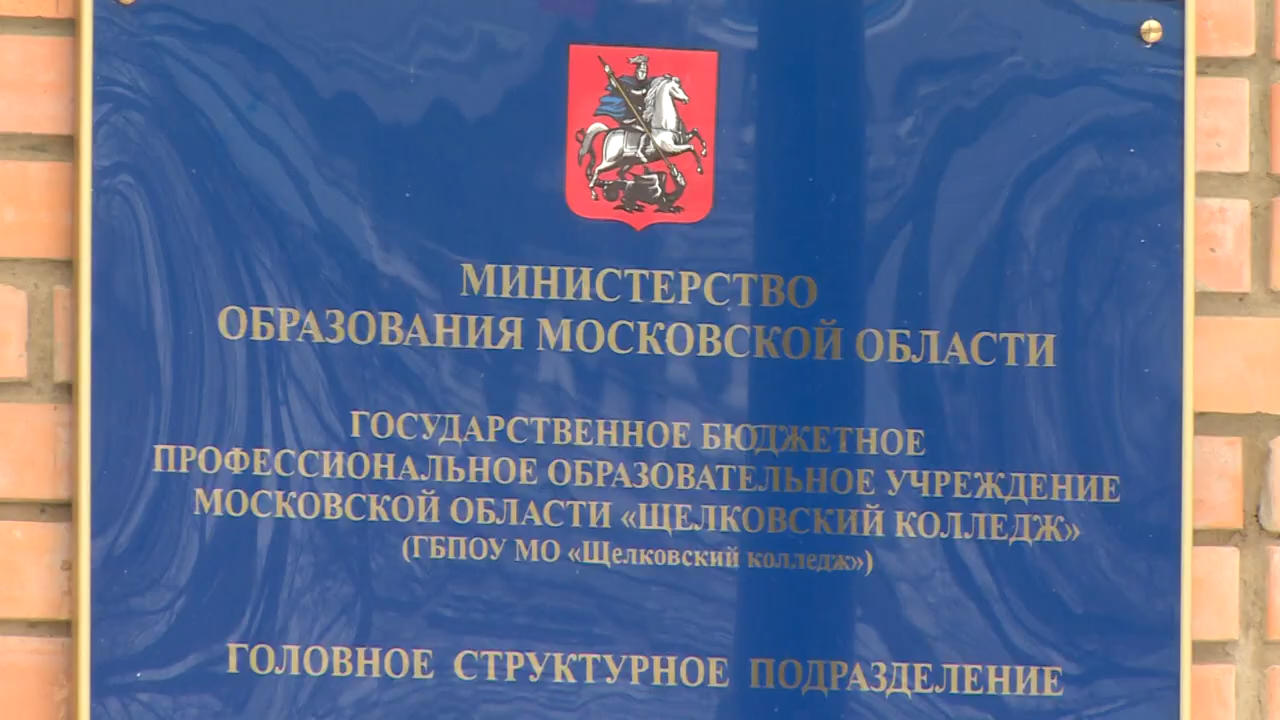 МИНИСТЕРСТВО
ОБРАЗОВАНИЯ МОСКОВСКОЙ ОБЛАСТИ
ГОСУДАРСТВЕННОЕ БЮДЖЕТНОЕ
ПРОФЕССИОНАЛЬНОЕ ОБРАЗОВАТЕЛЬНОЕ УЧРЕЖДЕНИЕ
МОСКОВСКОЙ ОБЛАСТИ «ЩЕЛКОВСКИЙ КОЛЛЕДЖ»
(ГБПОУ МО «Щелковский колледж»)
ГОЛОВНОЕ СТРУКТУРНОЕ ПОДРАЗДЕЛЕНИЕ